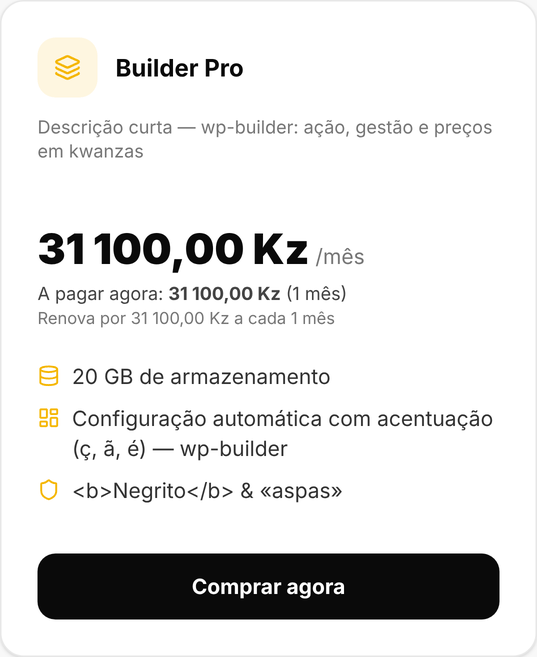 Builder Pro
Descrição curta — wp-builder: ação, gestão e preços
em kwanzas
31 100,00 Kz /mês
A pagar agora: 31 100,00 Kz (1 mês)
Renova por 31 100,00 Kz a cada 1 mês
20 GB de armazenamento
Configuração automática com acentuação
(ç, ã, é) — wp-builder
<b>Negrito</b> & «aspas»
Comprar agora